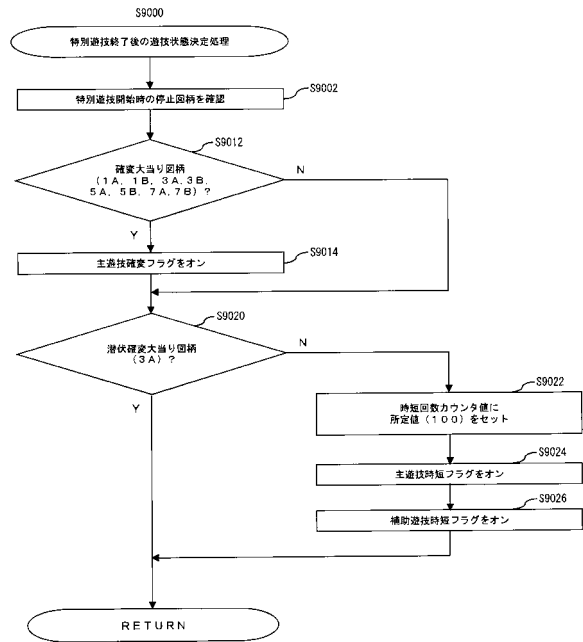 S9000
特別遊技終了後の遊技状態決定処理
S9002
特別遊技開始時の停止図柄を確認
S9012
確変大当り図柄
(1A, 1B, 3A,3B,
5A, 5B, 7A,7B)?
N
Y
S9014
主遊技確変フラグをオン
S9020
潜伏確変大当り図柄
(3A)?
N
Y
S9022
時短回数カウンタ値に
所定値(100)をセット
S9024
主遊技時短フラグをオン
S9026
補助遊技時短フラグをオン
RETURN